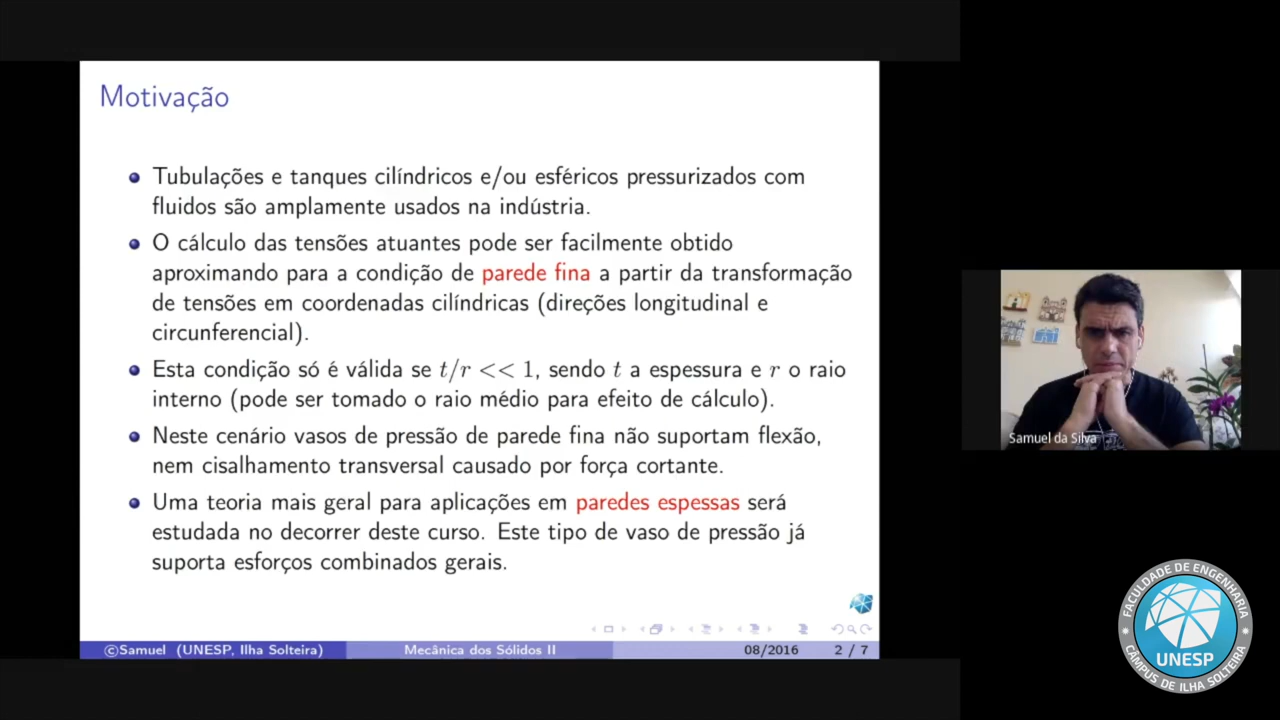 Motivação
Tubulações e tanques cilíndricos e/ou esféricos pressurizados com
fluidos são amplamente usados na indústria.
O cálculo das tensões atuantes pode ser facilmente obtido
aproximando para a condição de parede fina a partir da transformação
de tensões em coordenadas cilíndricas (direções longitudinal e
circunferencial).
Esta condição só é válida se t/r << 1, sendo t a espessura e r o raio
interno (pode ser tomado o raio médio para efeito de cálculo).
Neste cenário vasos de pressão de parede fina não suportam flexão,
nem cisalhamento transversal causado por força cortante.
Uma teoria mais geral para aplicações em paredes espessas será
estudada no decorrer deste curso. Este tipo de vaso de pressão já
suporta esforços combinados gerais.
©Samuel (UNESP, Ilha Solteira)
Mecânica dos Sólidos II
08/2016
2 / 7
Samuel da Silva
FACULDADE DE ENGENHARIA
UNESP
CÂMPUS DE ILHA SOLTEIRA